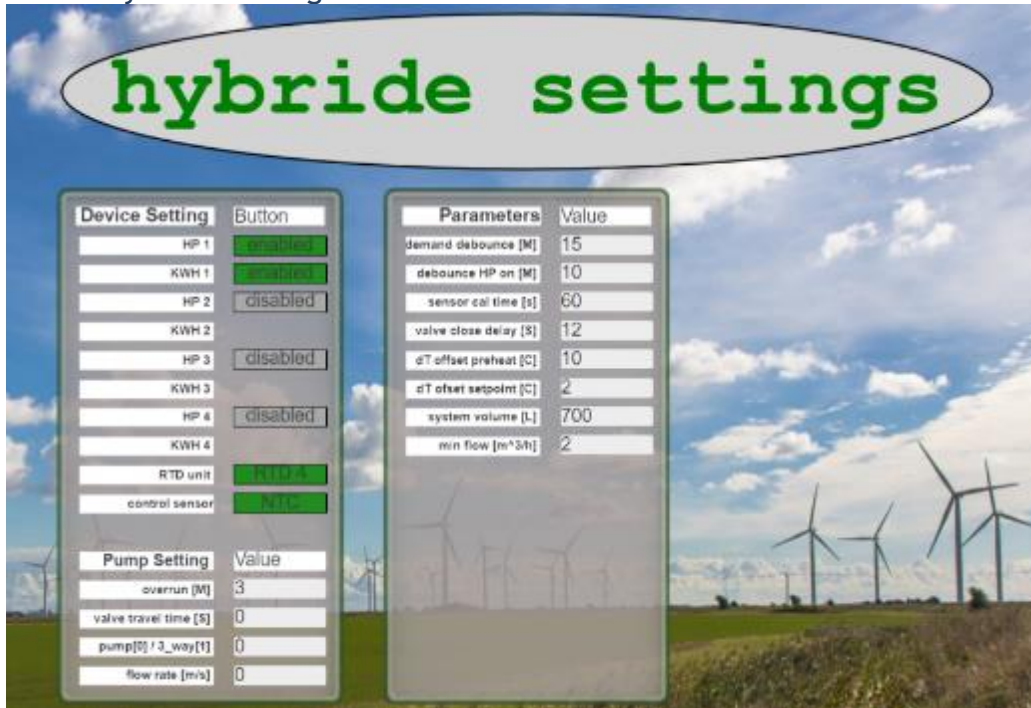 hybride settings
Device Setting Button
HP 1 enabled
KWH 1 enabled
HP 2 disabled
KWH 2
HP 3 disabled
KWH 3
HP 4 disabled
KWH 4
RTD unit RTD 4
control sensor NTC
Pump Setting Value
overrun [M] 3
valve travel time [S] 0
pump[0] / 3_way[1] 0
flow rate [m/s] 0
Parameters Value
demand debounce [M] 15
debounce HP on [M] 10
sensor cal time [s] 60
valve close delay [S] 12
dT offset preheat [C] 10
dT ofset setpoint [C] 2
system volume [L] 700
min flow [m^3/h] 2